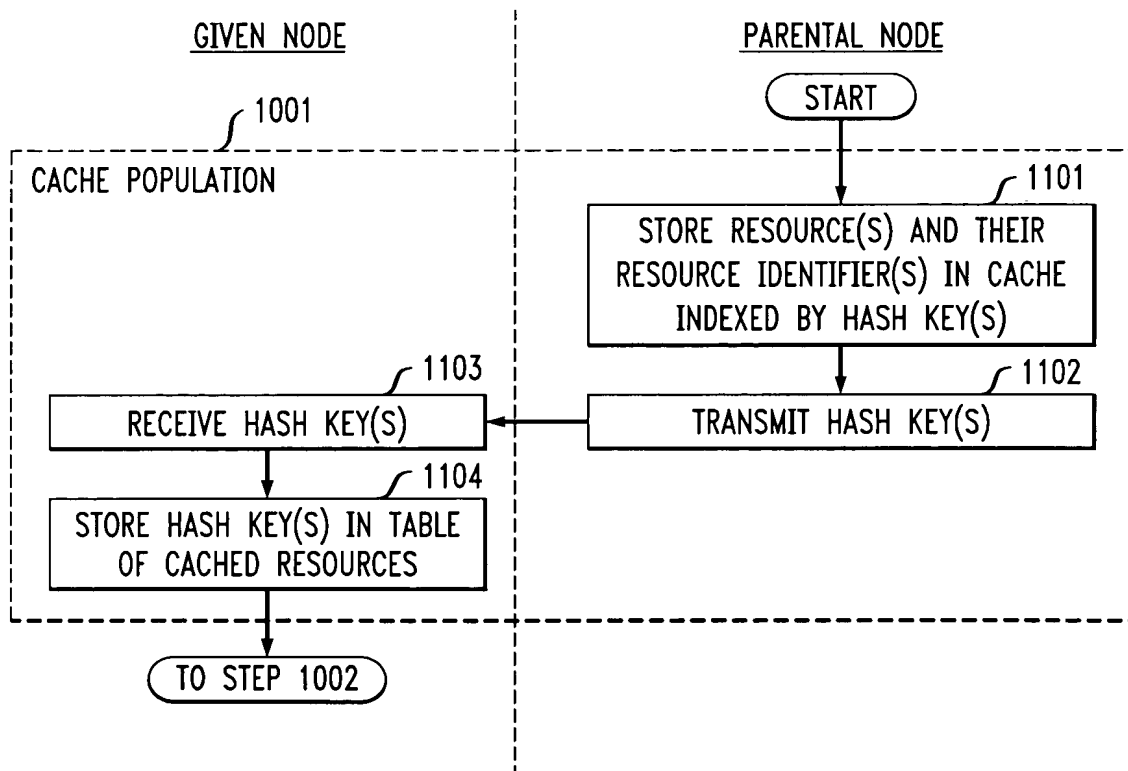 GIVEN NODE
PARENTAL NODE
START
1001
CACHE POPULATION
1101
STORE RESOURCE(S) AND THEIR
RESOURCE IDENTIFIER(S) IN CACHE
INDEXED BY HASH KEY(S)
1103
1102
RECEIVE HASH KEY(S)
TRANSMIT HASH KEY(S)
1104
STORE HASH KEY(S) IN TABLE
OF CACHED RESOURCES
TO STEP 1002